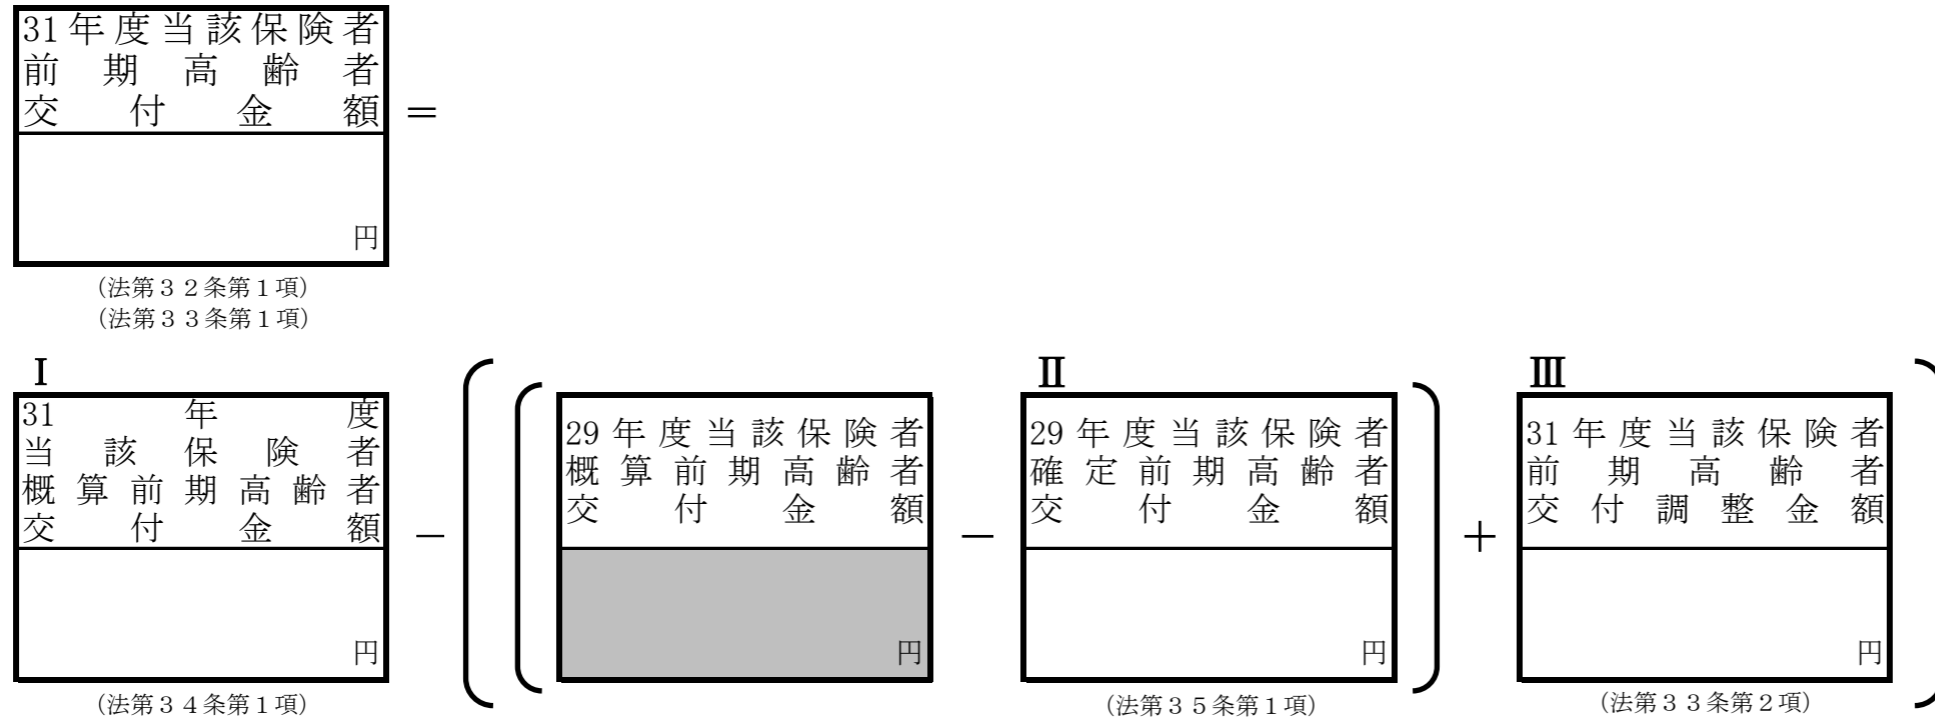 31年度当該保険者
前期高齢者
交付金額
＝
円
（法第３２条第１項）
（法第３３条第１項）
Ⅰ
31年度
当該保険者
概算前期高齢者
交付金額
円
（法第３４条第１項）
－
29年度当該保険者
概算前期高齢者
交付金額
円
－
Ⅱ
29年度当該保険者
確定前期高齢者
交付金額
円
（法第３５条第１項）
＋
Ⅲ
31年度当該保険者
前期高齢者
交付調整金額
円
（法第３３条第２項）